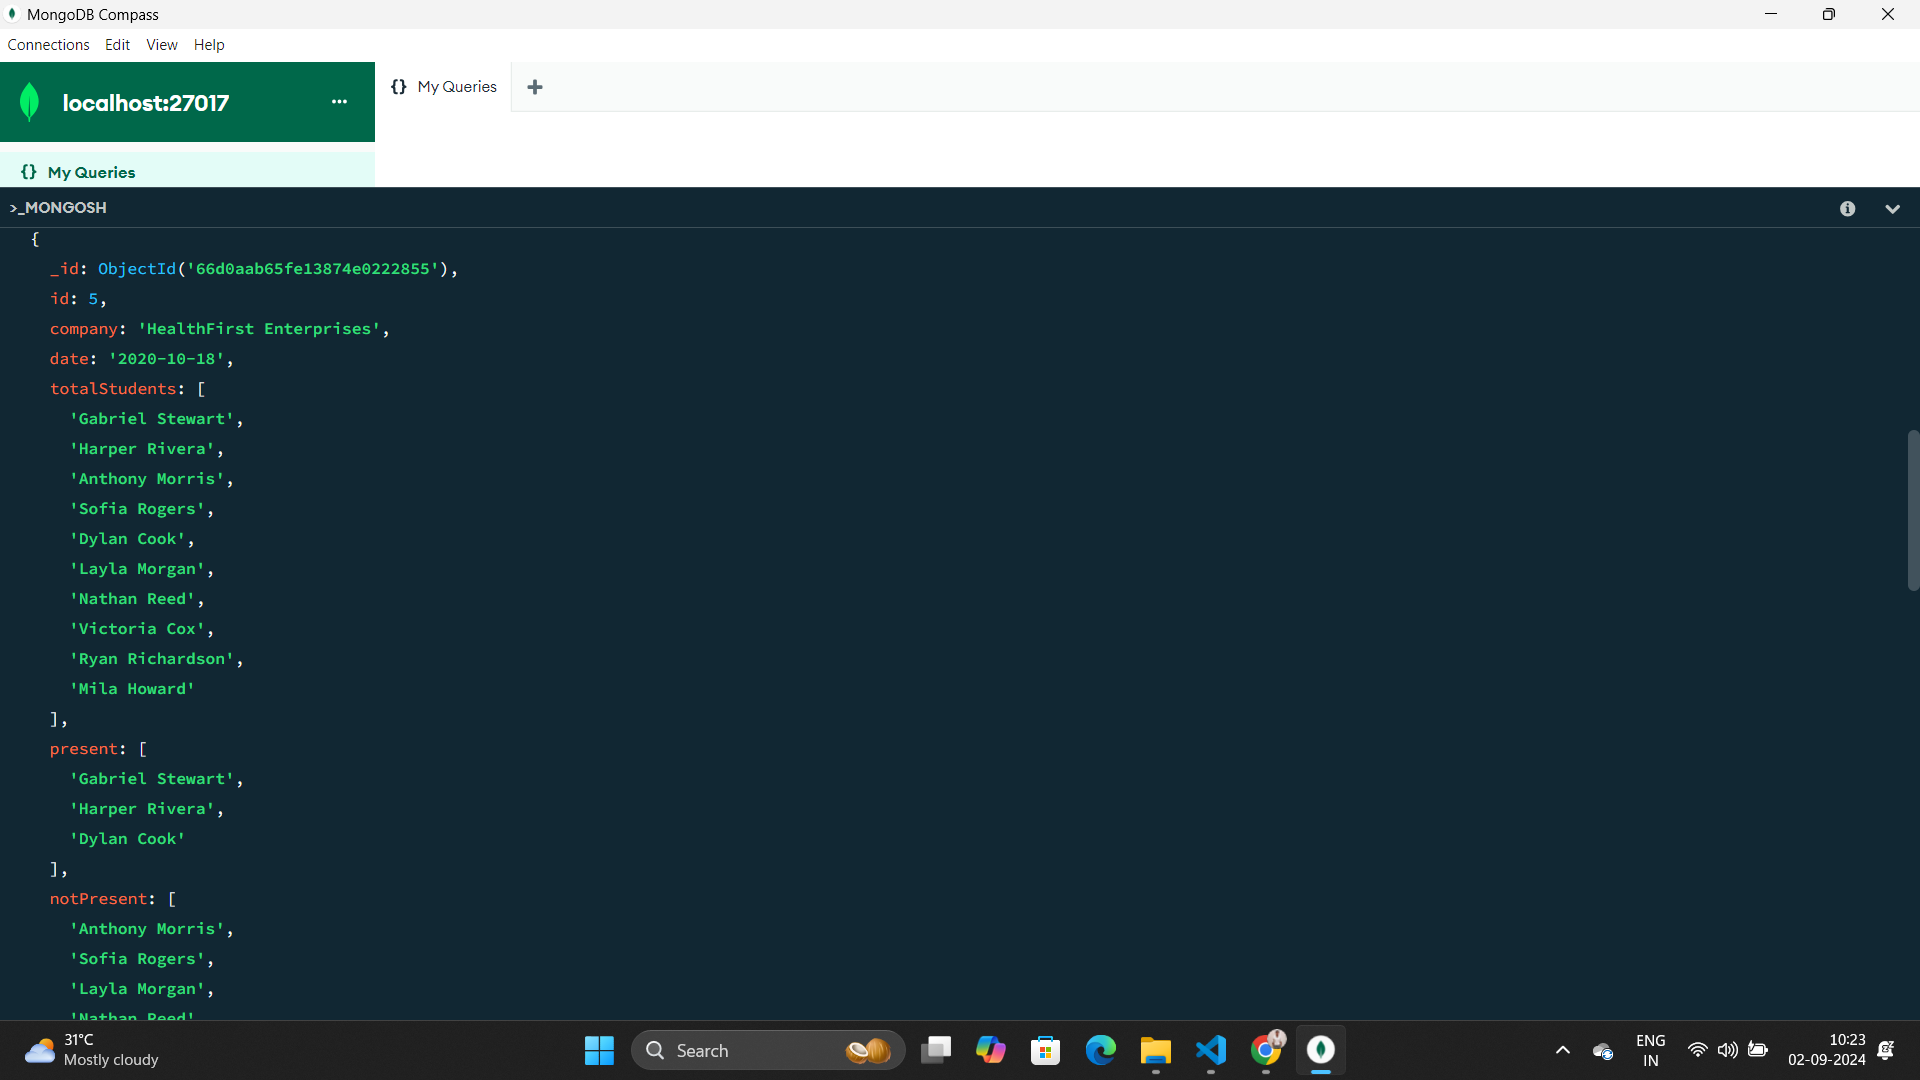 MongoDB Compass
Connections Edit View Help
localhost:27017 ···
{} My Queries +
{} My Queries
>_MONGOSH
{
_id: ObjectId('66d0aab65fe13874e0222855'),
id: 5,
company: 'HealthFirst Enterprises',
date: '2020-10-18',
totalStudents: [
'Gabriel Stewart',
'Harper Rivera',
'Anthony Morris',
'Sofia Rogers',
'Dylan Cook',
'Layla Morgan',
'Nathan Reed',
'Victoria Cox',
'Ryan Richardson',
'Mila Howard'
],
present: [
'Gabriel Stewart',
'Harper Rivera',
'Dylan Cook'
],
notPresent: [
'Anthony Morris',
'Sofia Rogers',
'Layla Morgan',
'Nathan Reed'
31°C
Mostly cloudy
Search
ENG
IN
10:23
02-09-2024